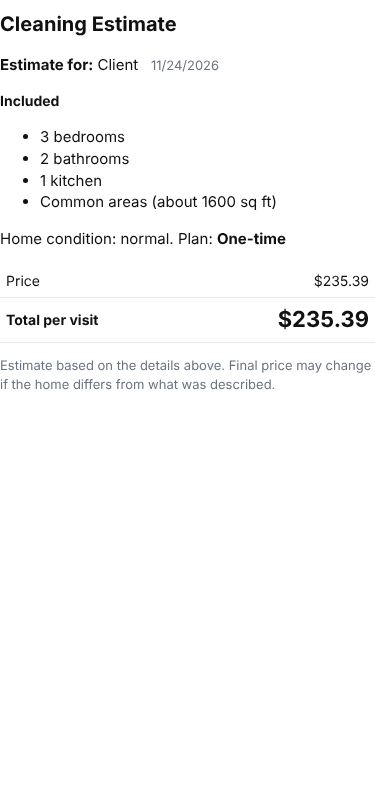 Cleaning Estimate
Estimate for: Client 11/24/2026
Included
• 3 bedrooms
• 2 bathrooms
• 1 kitchen
• Common areas (about 1600 sq ft)
Home condition: normal. Plan: One-time
Price $235.39
Total per visit $235.39
Estimate based on the details above. Final price may change
if the home differs from what was described.